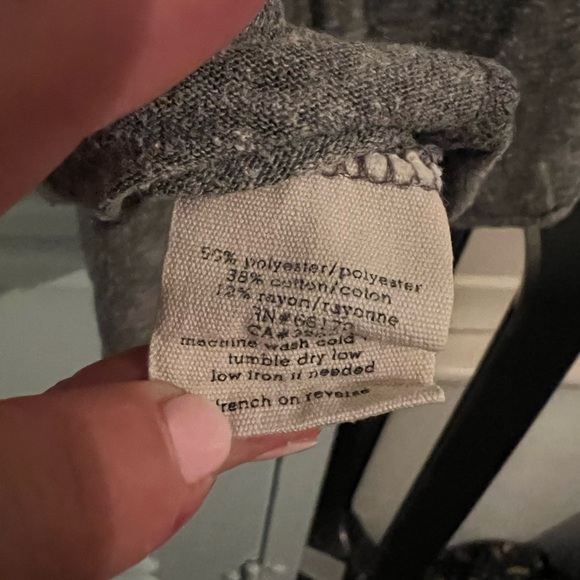 50% polyester/polyester
38% cotton/coton
12% rayon/rayonne
machine wash cold
tumble dry low
low iron if needed
french on reverse